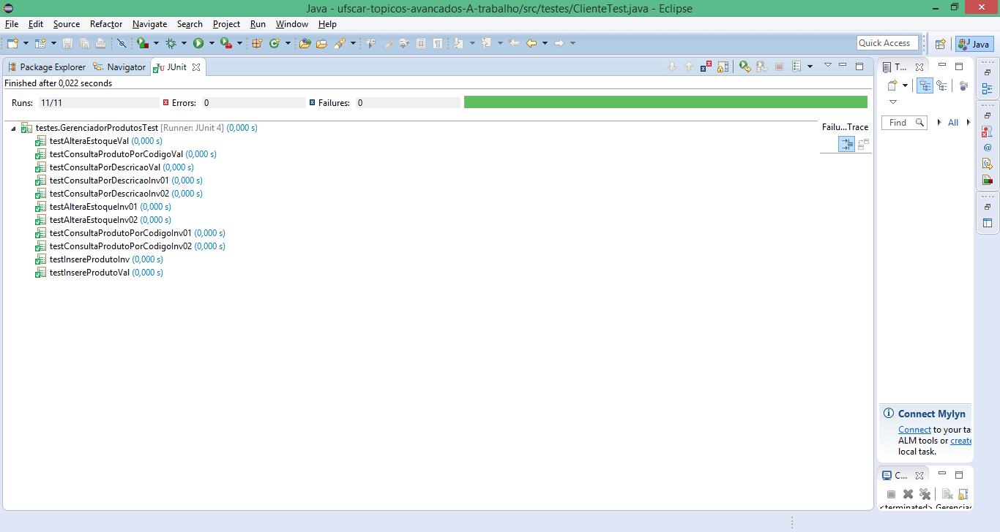 Java - ufscar-topicos-avancados-A-trabalho/src/testes/ClienteTest.java - Eclipse
File Edit Source Refactor Navigate Search Project Run Window Help
Quick Access
Java
Package Explorer Navigator JUnit
T...
Finished after 0,022 seconds
Runs: 11/11 Errors: 0 Failures: 0
testes.GerenciadorProdutosTest [Runner: JUnit 4] (0,000 s)
Failu...Trace
Find All
testAlteraEstoqueVal (0,000 s)
testConsultaProdutoPorCodigoVal (0,000 s)
testConsultaPorDescricaoVal (0,000 s)
testConsultaPorDescricaoInv01 (0,000 s)
testConsultaPorDescricaoInv02 (0,000 s)
testAlteraEstoqueInv01 (0,000 s)
testAlteraEstoqueInv02 (0,000 s)
testConsultaProdutoPorCodigoInv01 (0,000 s)
testConsultaProdutoPorCodigoInv02 (0,000 s)
testInsereProdutoInv (0,000 s)
testInsereProdutoVal (0,000 s)
Connect Mylyn
Connect to your ta
ALM tools or create
local task.
C...
<terminated> Gerenciad